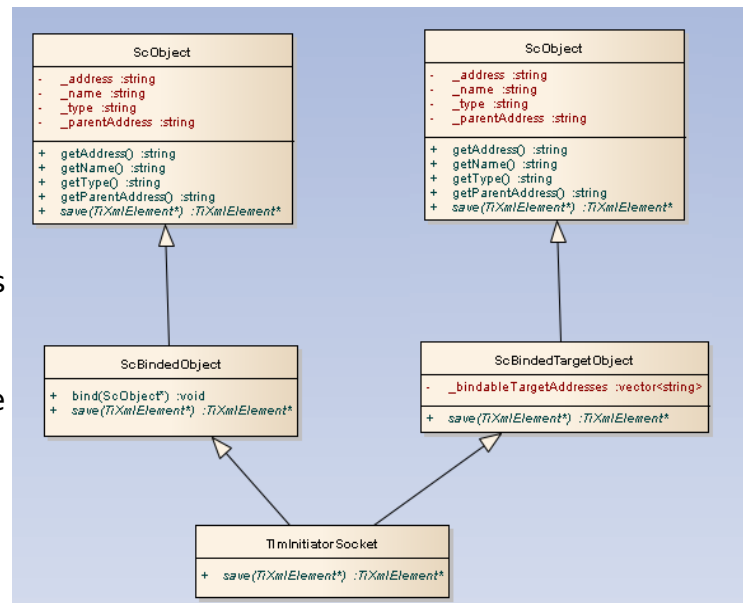 ScObject
- _address :string
- _name :string
- _type :string
- _parentAddress :string
+ getAddress() :string
+ getName() :string
+ getType() :string
+ getParentAddress() :string
+ save(TiXmlElement*) :TiXmlElement*
ScObject
- _address :string
- _name :string
- _type :string
- _parentAddress :string
+ getAddress() :string
+ getName() :string
+ getType() :string
+ getParentAddress() :string
+ save(TiXmlElement*) :TiXmlElement*
s
e
ScBindedObject
+ bind(ScObject*) :void
+ save(TiXmlElement*) :TiXmlElement*
ScBindedTargetObject
- _bindableTargetAddresses :vector<string>
+ save(TiXmlElement*) :TiXmlElement*
TlmInitiatorSocket
+ save(TiXmlElement*) :TiXmlElement*